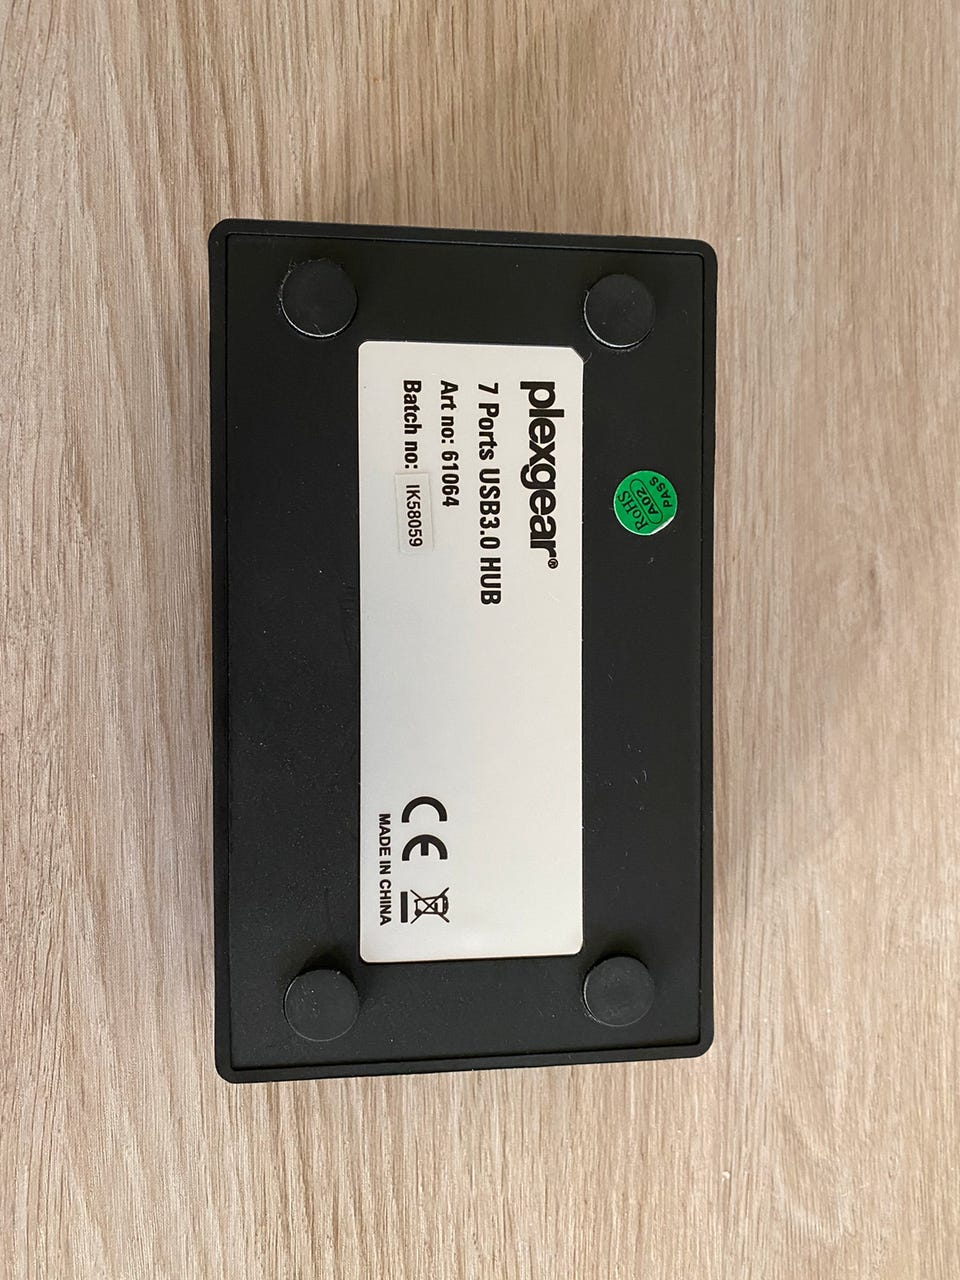 plexgear®
7 Ports USB3.0 HUB
Art no: 61064
Batch no: IK58059
CE
MADE IN CHINA
RoHS
A02
PASS